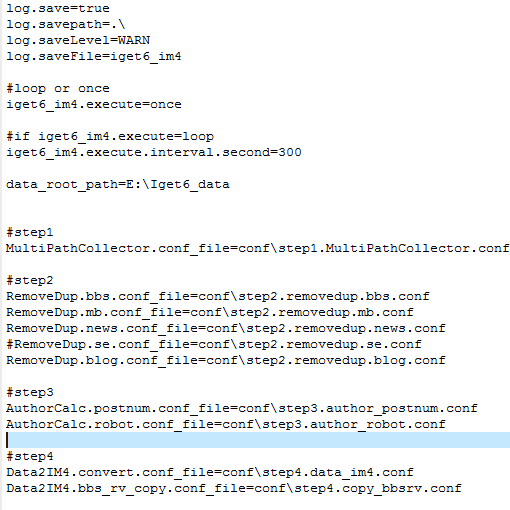 log.save=true
log.savepath=.\
log.saveLevel=WARN
log.saveFile=iget6_im4
#loop or once
iget6_im4.execute=once
#if iget6_im4.execute=loop
iget6_im4.execute.interval.second=300
data_root_path=E:\Iget6_data
#step1
MultiPathCollector.conf_file=conf\step1.MultiPathCollector.conf
#step2
RemoveDup.bbs.conf_file=conf\step2.removedup.bbs.conf
RemoveDup.mb.conf_file=conf\step2.removedup.mb.conf
RemoveDup.news.conf_file=conf\step2.removedup.news.conf
#RemoveDup.se.conf_file=conf\step2.removedup.se.conf
RemoveDup.blog.conf_file=conf\step2.removedup.blog.conf
#step3
AuthorCalc.postnum.conf_file=conf\step3.author_postnum.conf
AuthorCalc.robot.conf_file=conf\step3.author_robot.conf
#step4
Data2IM4.convert.conf_file=conf\step4.data_im4.conf
Data2IM4.bbs_rv_copy.conf_file=conf\step4.copy_bbsrv.conf